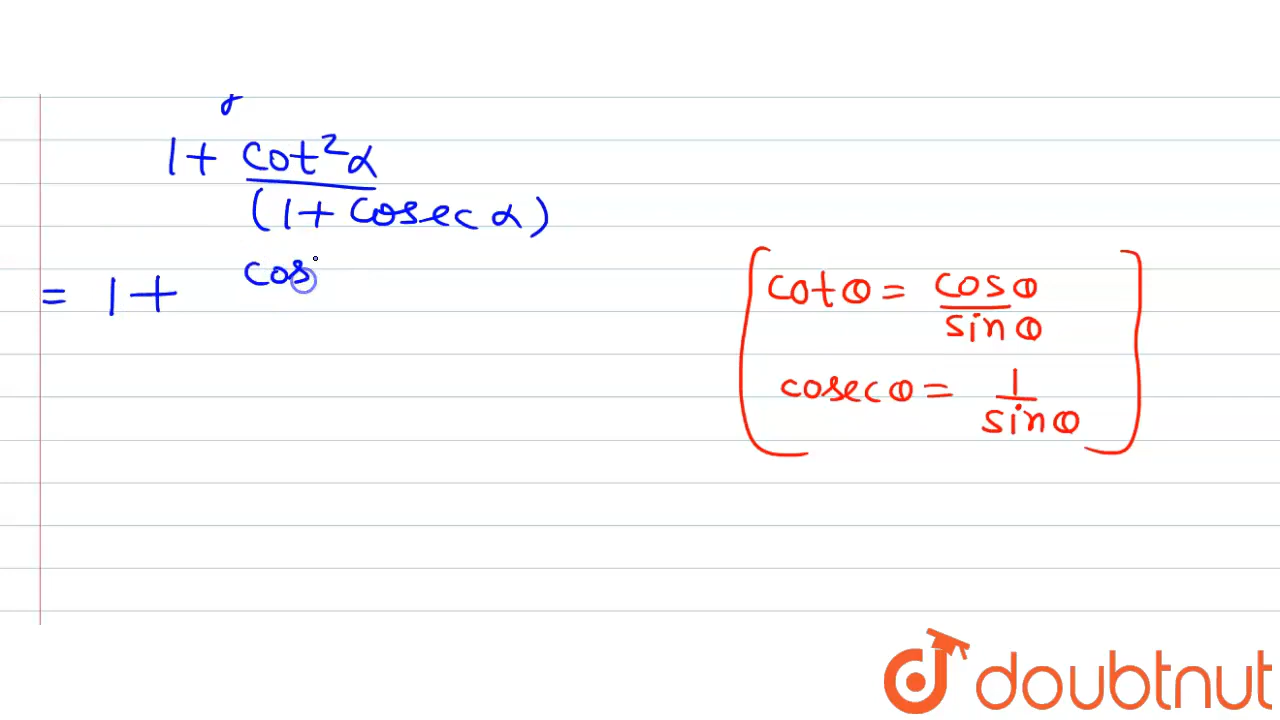 1 + cot²α
(1 + cosec α)
= 1 + cos
cotθ = cosθ
sinθ
cosecθ = 1
sinθ
doubtnut